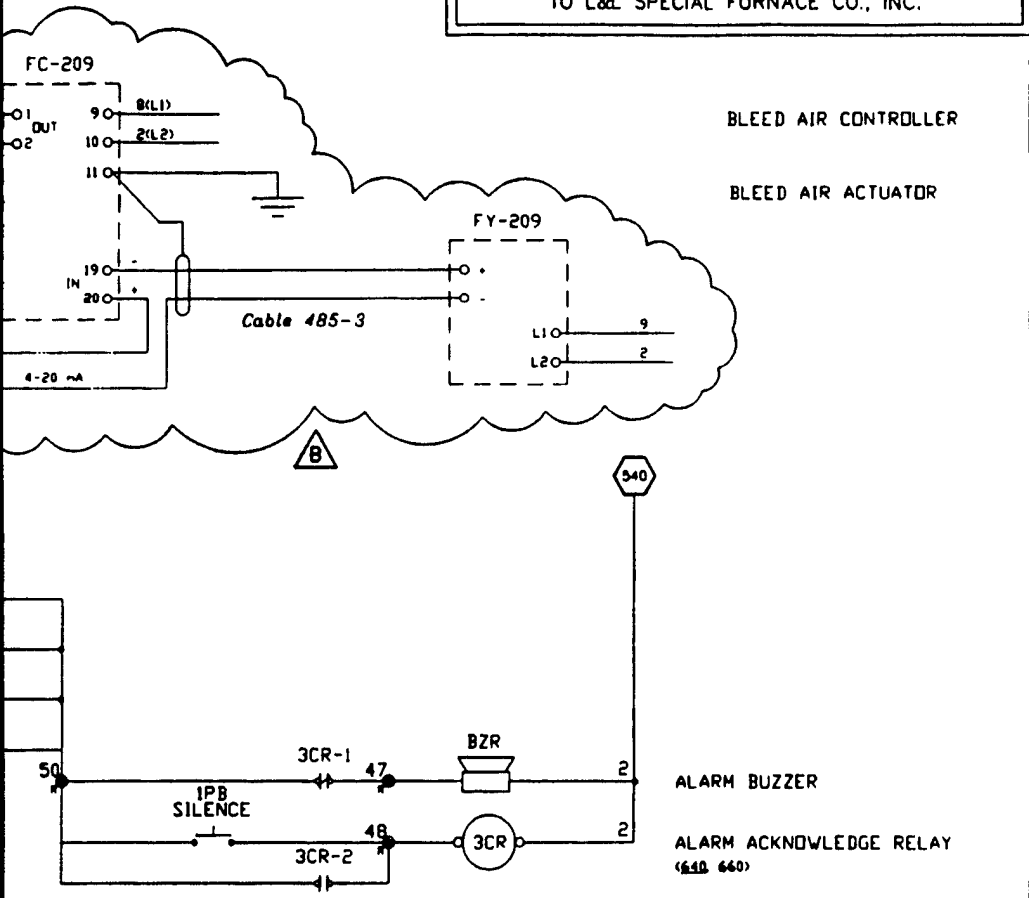 TO L&L SPECIAL FURNACE CO., INC.
FC-209
1
OUT
2
9
8(L1)
10
2(L2)
11
BLEED AIR CONTROLLER
BLEED AIR ACTUATOR
FY-209
19
-
IN
20
+
+
-
Cable 485-3
L1
9
L2
2
4-20 mA
B
540
50
3CR-1
47
BZR
2
ALARM BUZZER
1PB
SILENCE
48
3CR
2
ALARM ACKNOWLEDGE RELAY
(640, 660)
3CR-2